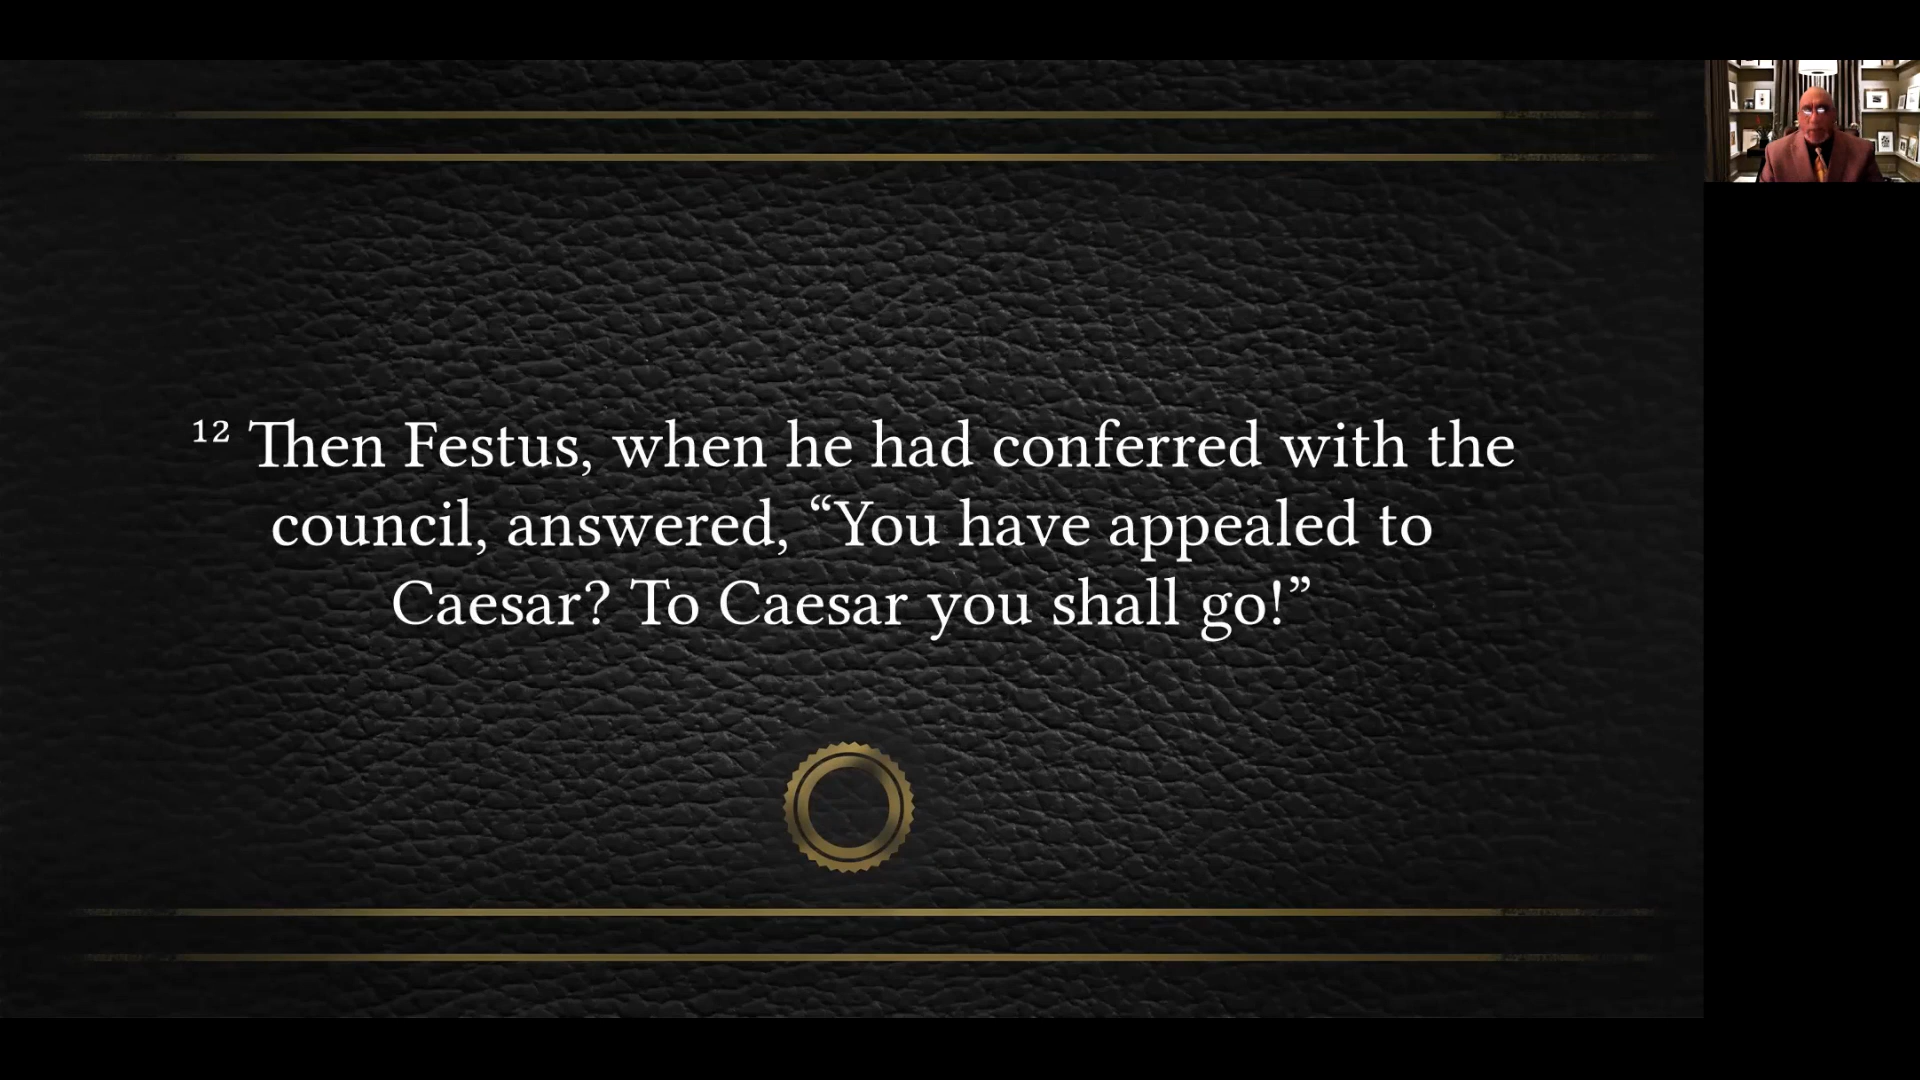 ¹² Then Festus, when he had conferred with the
council, answered, “You have appealed to
Caesar? To Caesar you shall go!”